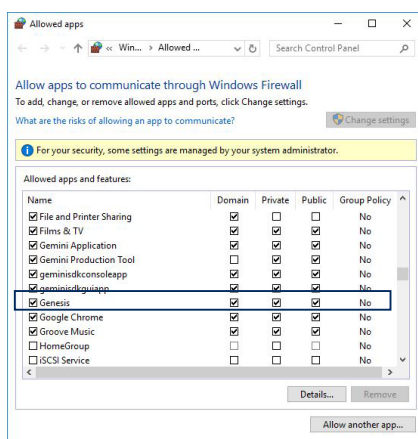 Allowed apps
« Win... › Allowed ...
Search Control Panel
Allow apps to communicate through Windows Firewall
To add, change, or remove allowed apps and ports, click Change settings.
What are the risks of allowing an app to communicate?
Change settings
For your security, some settings are managed by your system administrator.
Allowed apps and features:
Name Domain Private Public Group Policy
File and Printer Sharing No
Films & TV No
Gemini Application No
Gemini Production Tool No
geminisdkconsoleapp No
geminisdkguiapp No
Genesis No
Google Chrome No
Groove Music No
HomeGroup No
iSCSI Service No
Details... Remove
Allow another app...